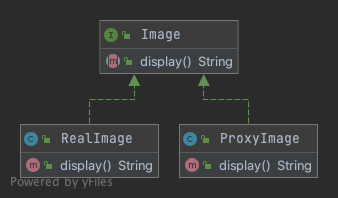 Image
display() String
RealImage
display() String
ProxyImage
display() String
Powered by yFiles